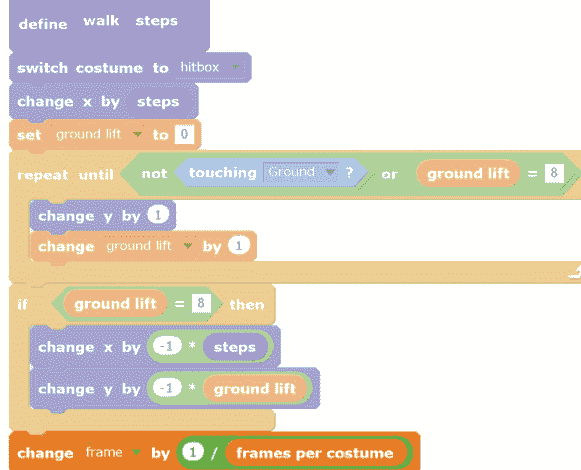 define walk steps
switch costume to hitbox
change x by steps
set ground lift to 0
repeat until not touching Ground ? or ground lift = 8
change y by 1
change ground lift by 1
if ground lift = 8 then
change x by -1 * steps
change y by -1 * ground lift
change frame by 1 / frames per costume